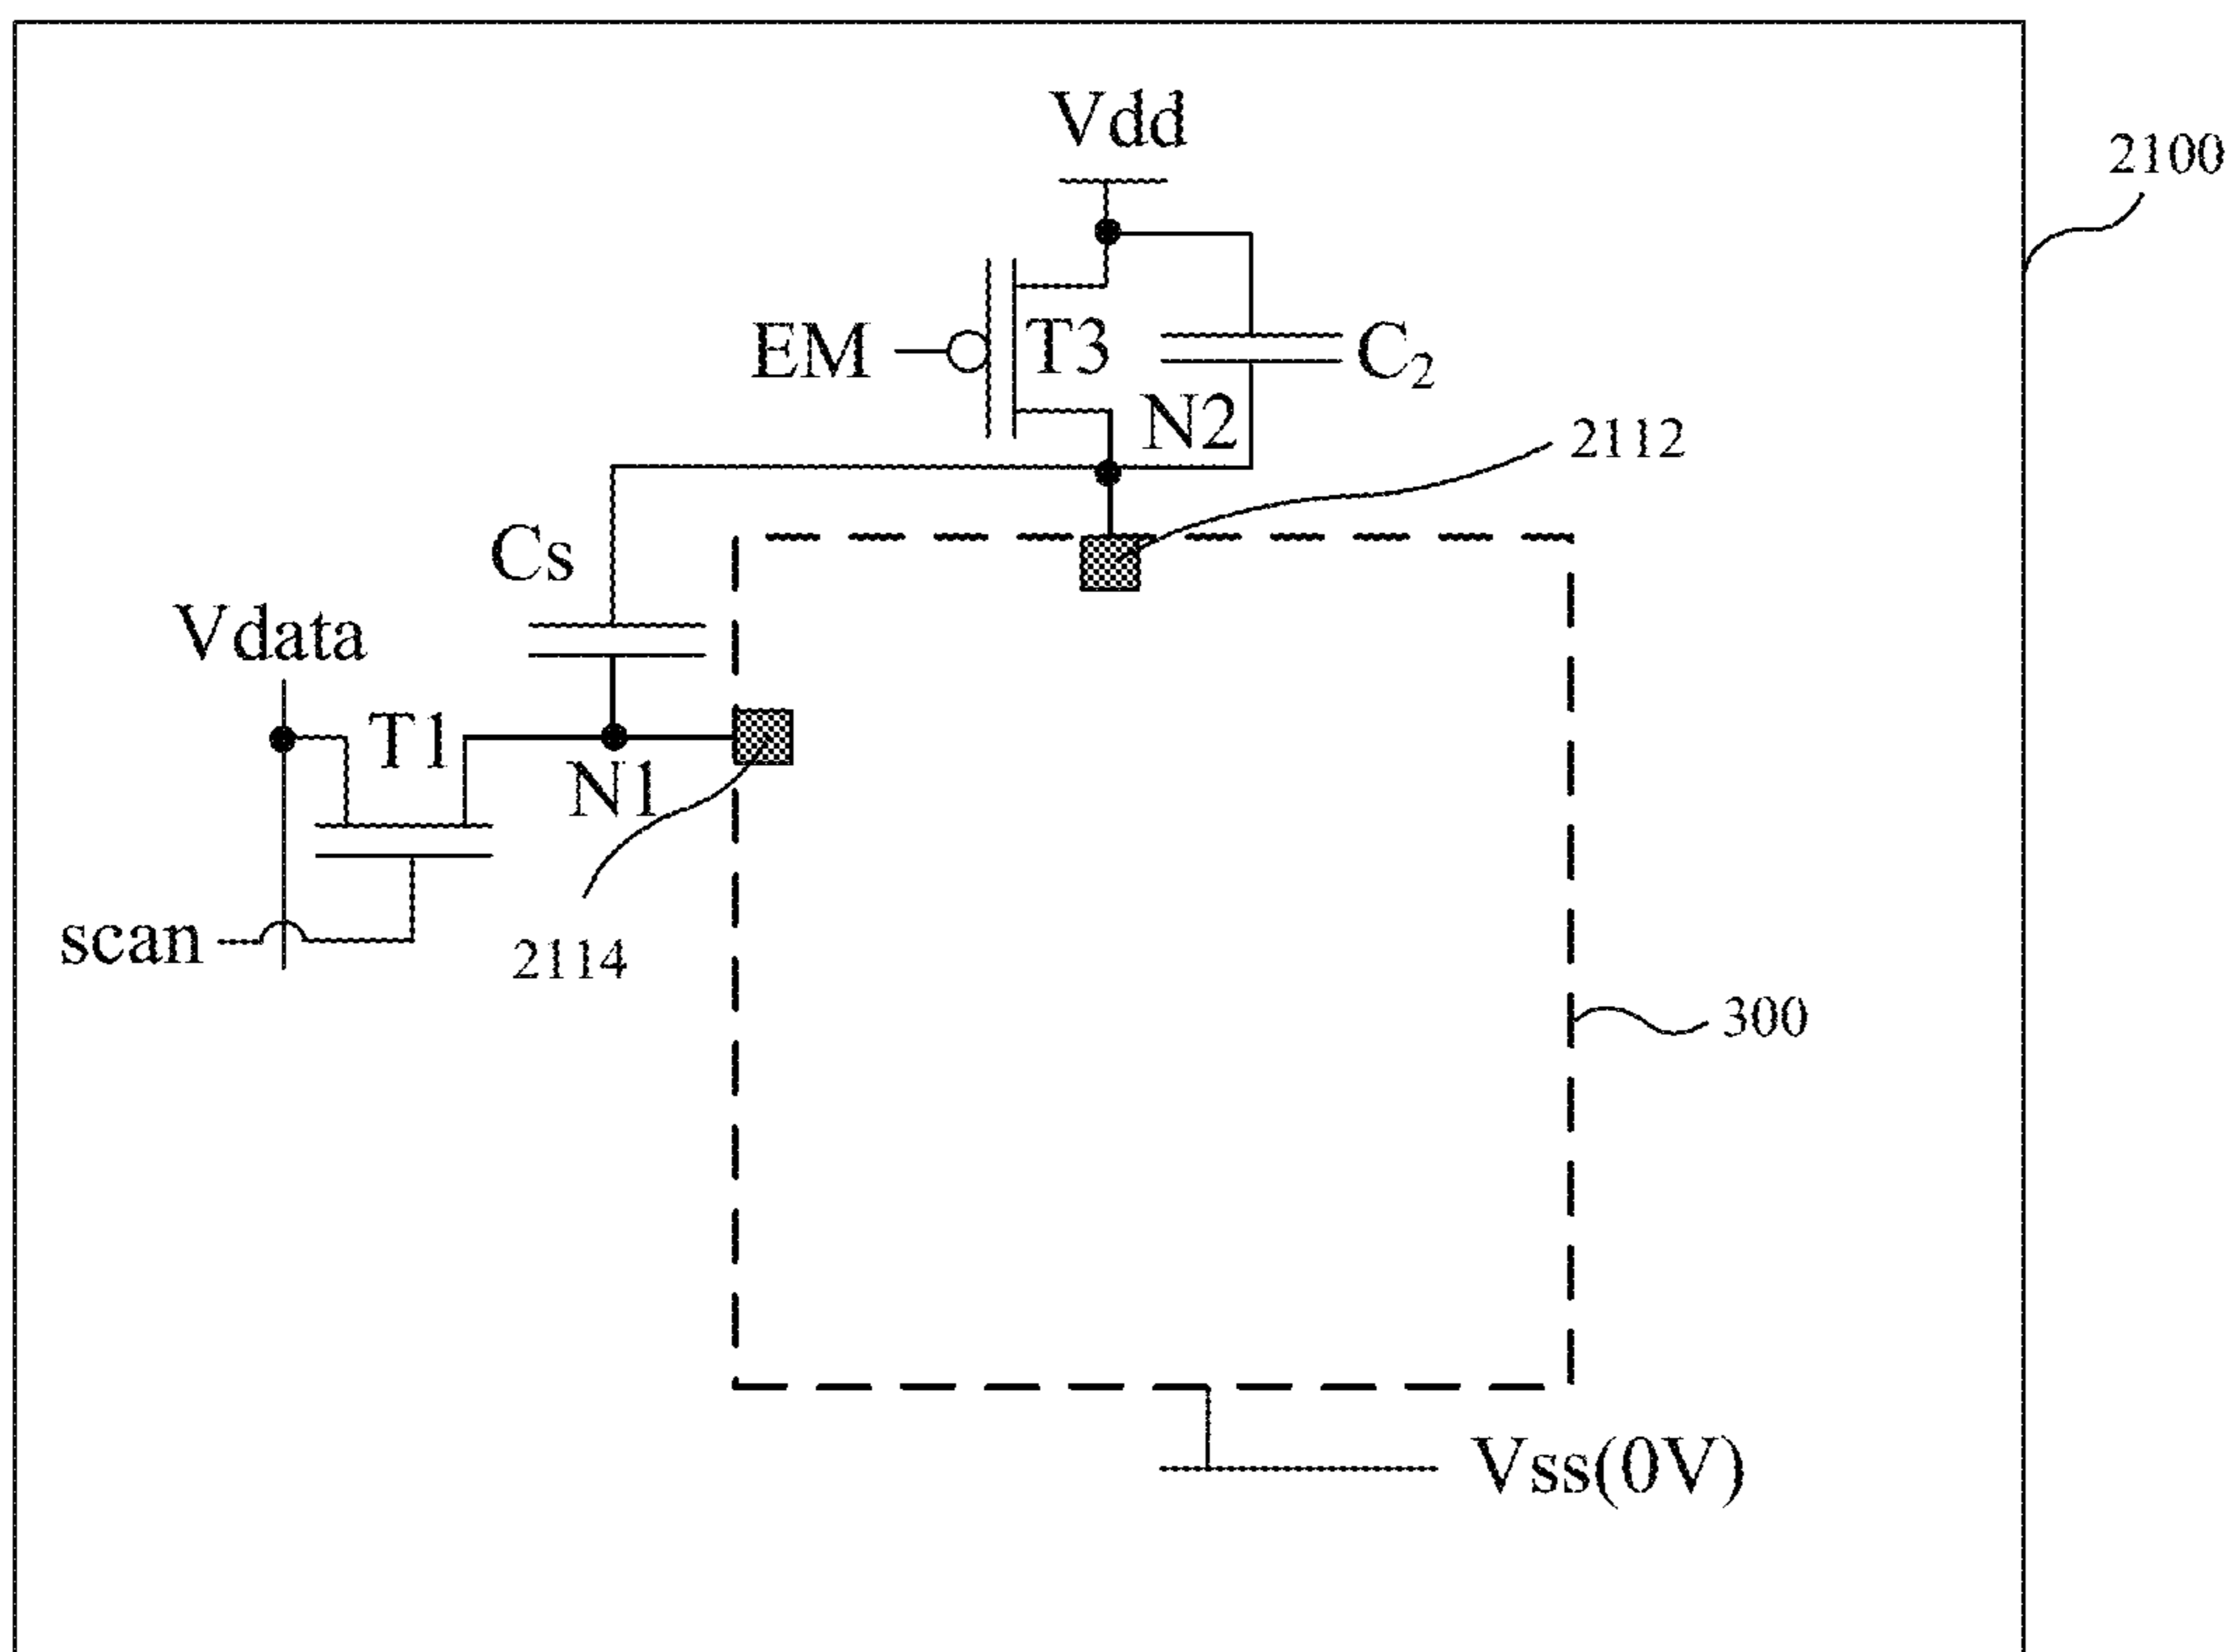 Vdd
2100
EM
T3
C₂
N2
2112
Cs
Vdata
T1
N1
scan
2114
300
Vss(0V)